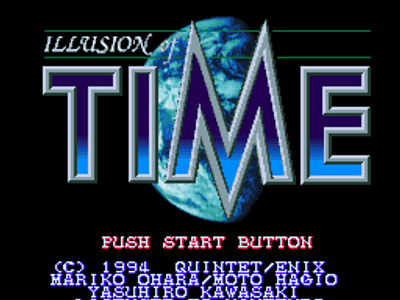 ILLUSION of
TIME
PUSH START BUTTON
(C) 1994 QUINTET/ENIX
MARIKO OHARA/MOTO HAGIO
YASUHIRO KAWASAKI